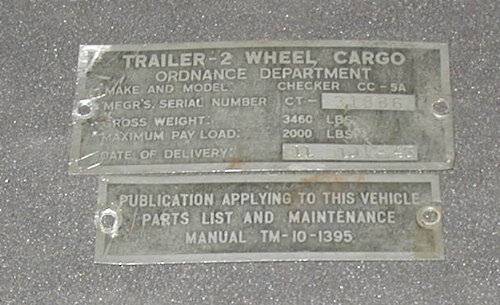 TRAILER-2 WHEEL CARGO
ORDNANCE DEPARTMENT
MAKE AND MODEL: CHECKER CC-5A
MFGR'S. SERIAL NUMBER CT-
GROSS WEIGHT: 3460 LBS.
MAXIMUM PAY LOAD: 2000 LBS.
DATE OF DELIVERY:
PUBLICATION APPLYING TO THIS VEHICLE
PARTS LIST AND MAINTENANCE
MANUAL TM-10-1395